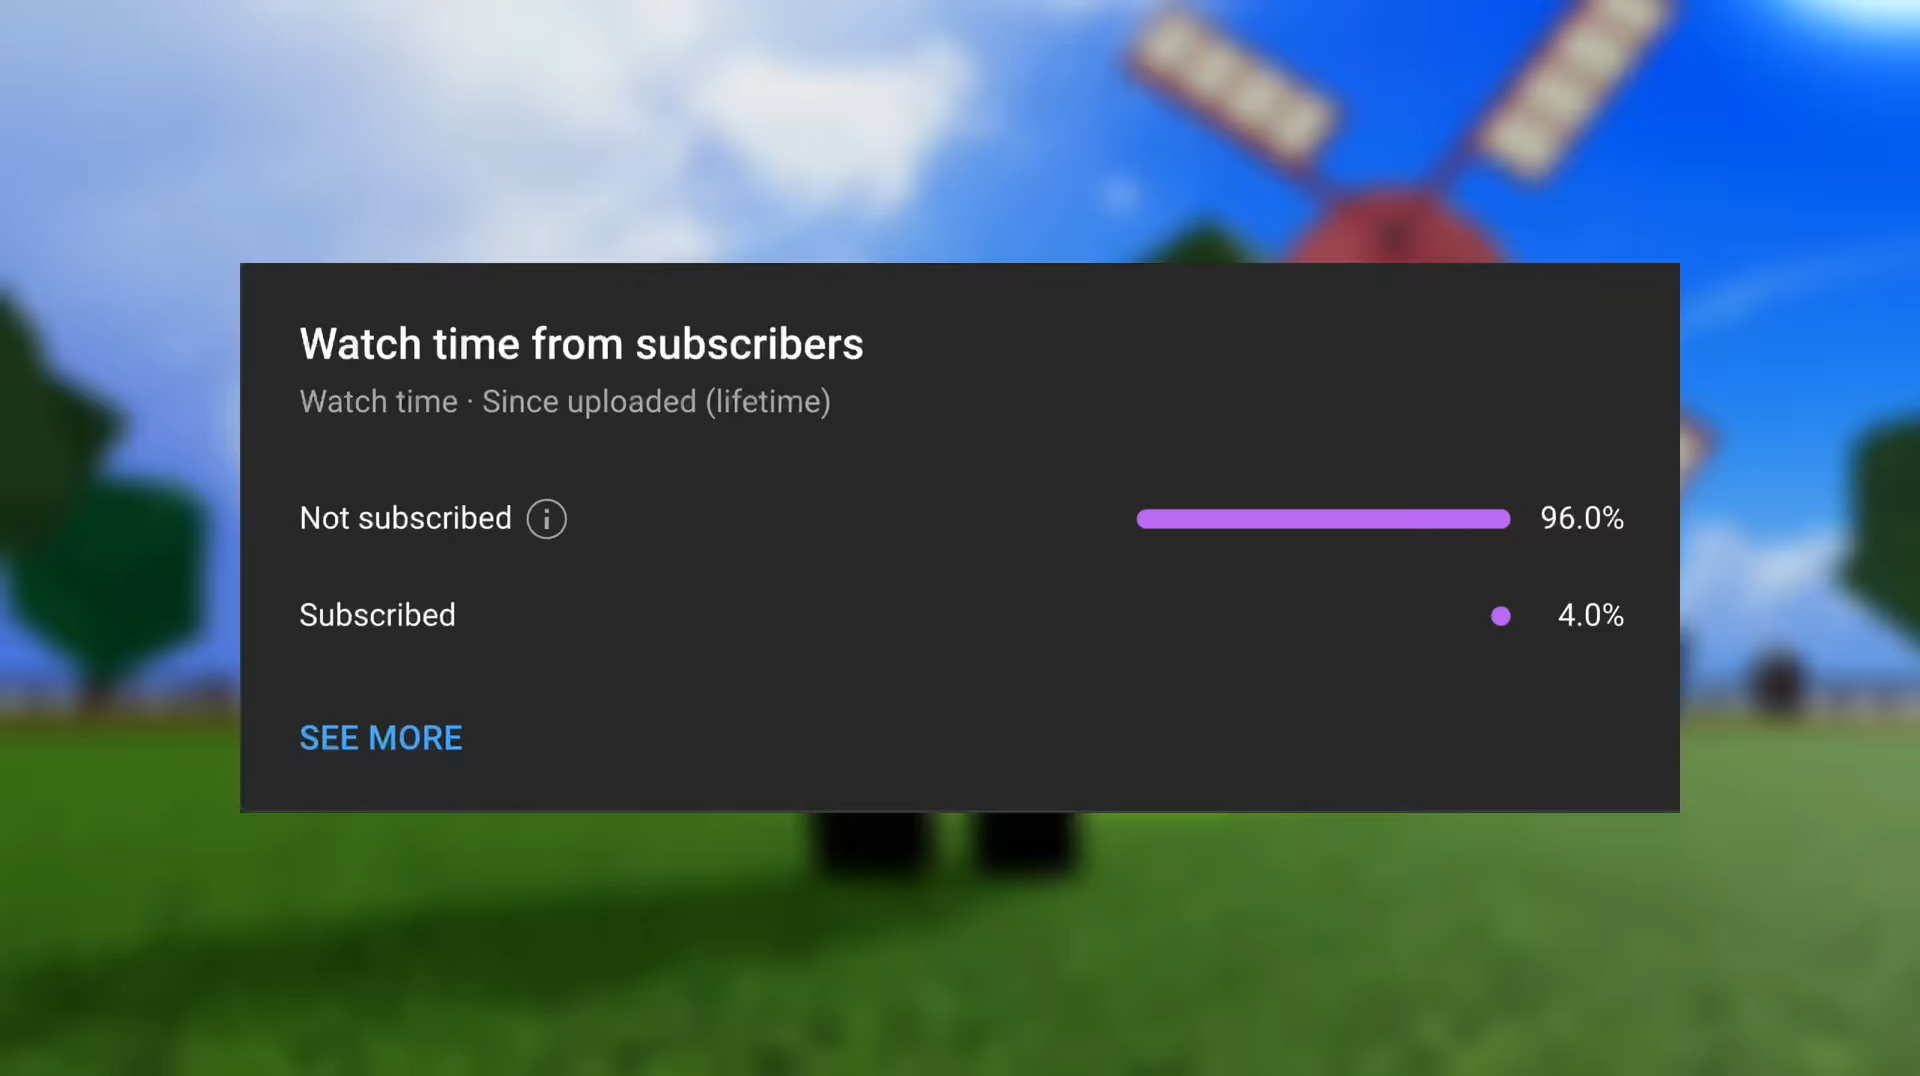 Watch time from subscribers
Watch time · Since uploaded (lifetime)
Not subscribed 96.0%
Subscribed 4.0%
SEE MORE